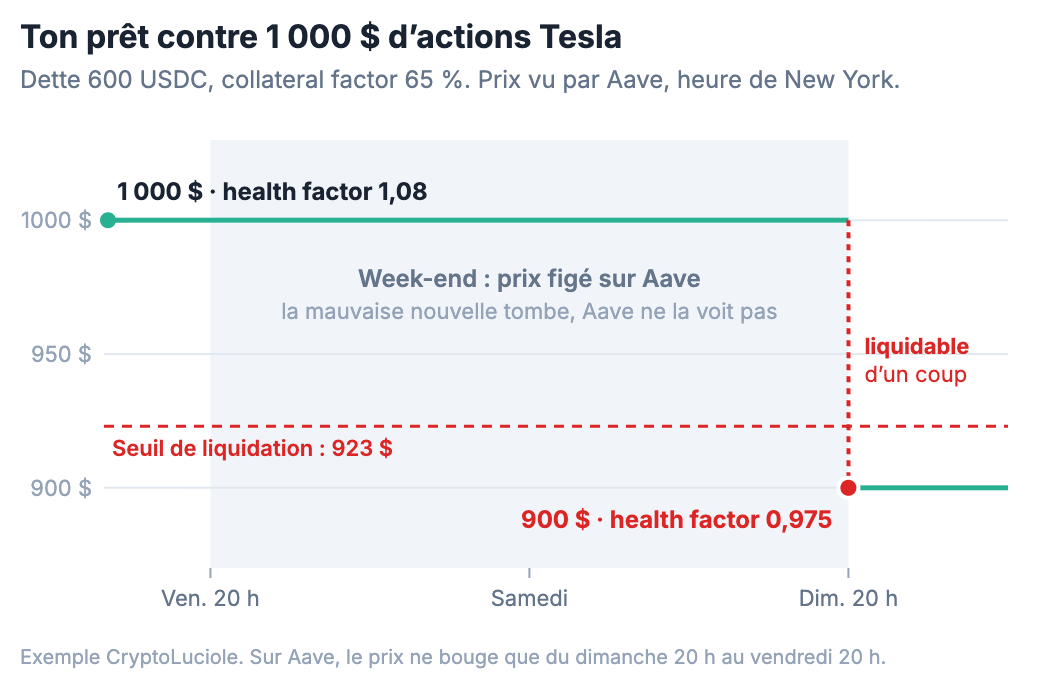 Ton prêt contre 1 000 $ d’actions Tesla
Dette 600 USDC, collateral factor 65 %. Prix vu par Aave, heure de New York.
1 000 $ · health factor 1,08
1000 $
Week-end : prix figé sur Aave
la mauvaise nouvelle tombe, Aave ne la voit pas
liquidable
950 $
d’un coup
Seuil de liquidation : 923 $
900 $
900 $ · health factor 0,975
Ven. 20 h
Samedi
Dim. 20 h
Exemple CryptoLuciole. Sur Aave, le prix ne bouge que du dimanche 20 h au vendredi 20 h.